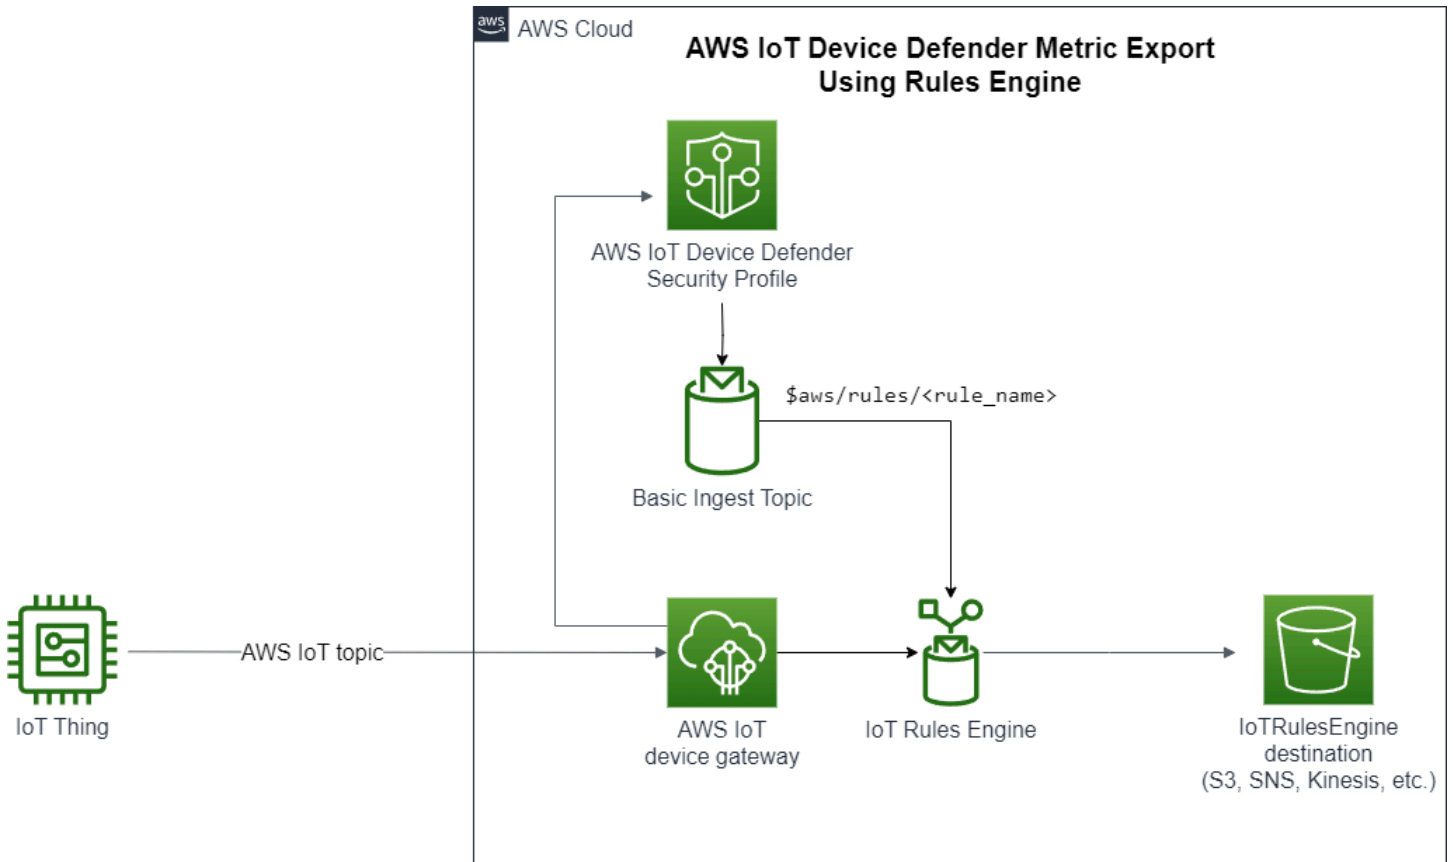 aws
AWS Cloud
AWS IoT Device Defender Metric Export
Using Rules Engine
AWS IoT Device Defender
Security Profile
$aws/rules/<rule_name>
Basic Ingest Topic
AWS IoT topic
IoT Thing
AWS IoT
device gateway
IoT Rules Engine
IoTRulesEngine
destination
(S3, SNS, Kinesis, etc.)